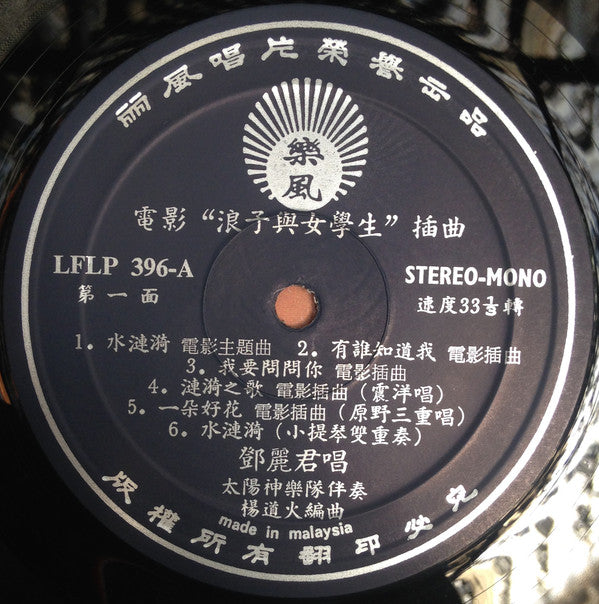 丽風唱片榮譽出品
樂風
電影“浪子與女學生”插曲
LFLP 396-A
第一面
STEREO-MONO
速度33⅓轉
1. 水漣漪 電影主題曲 2. 有誰知道我 電影插曲
3. 我要問問你 電影插曲
4. 漣漪之歌 電影插曲(震洋唱)
5. 一朵好花 電影插曲(原野三重唱)
6. 水漣漪(小提琴雙重奏)
鄧麗君唱
太陽神樂隊伴奏
楊道火編曲
made in malaysia
版權所有翻印必究